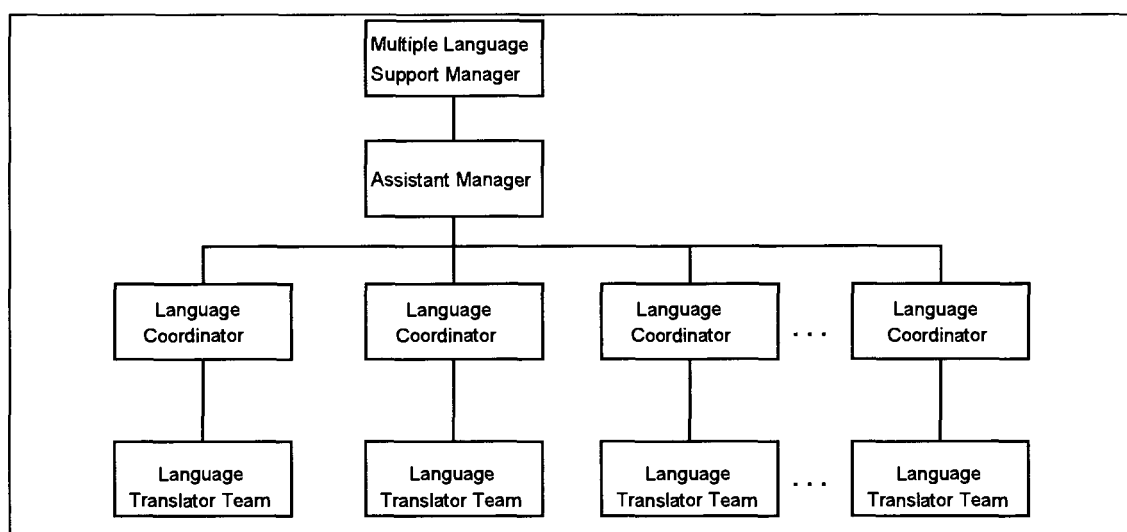 Multiple Language
Support Manager
Assistant Manager
Language
Coordinator
Language
Coordinator
Language
Coordinator
. . .
Language
Coordinator
Language
Translator Team
Language
Translator Team
Language
Translator Team
. . .
Language
Translator Team